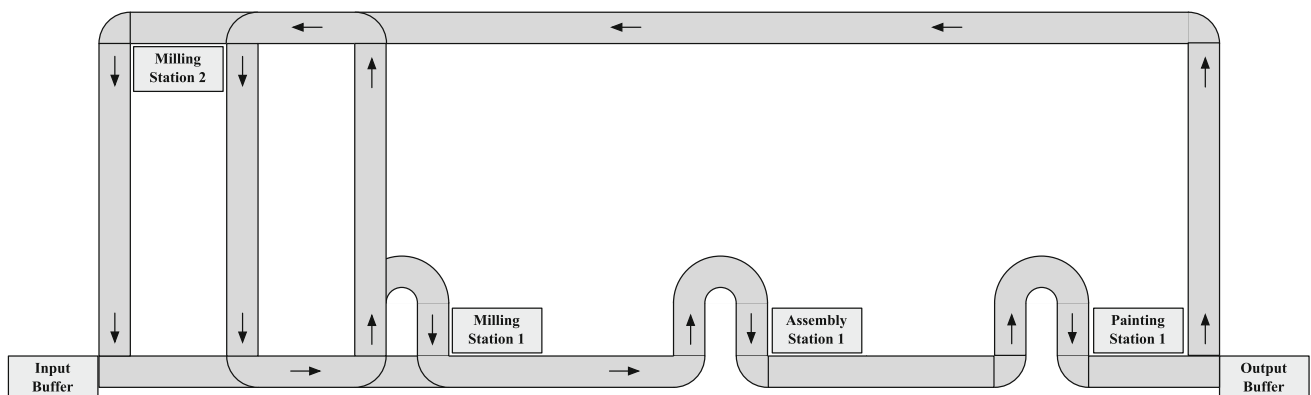 Milling
Station 2
Milling
Station 1
Assembly
Station 1
Painting
Station 1
Input
Buffer
Output
Buffer